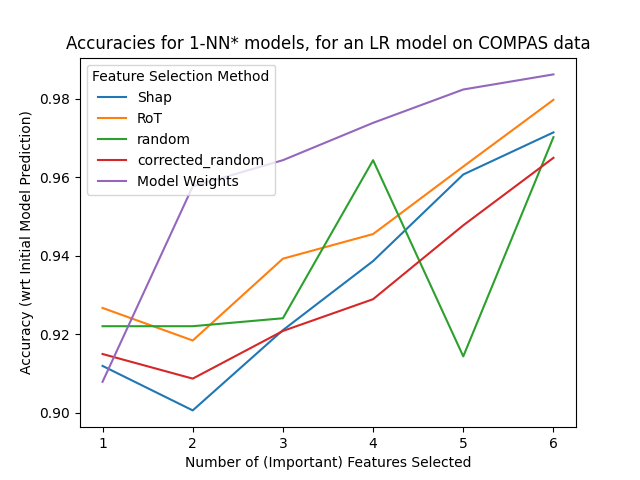 Accuracies for 1-NN* models, for an LR model on COMPAS data
Feature Selection Method
Shap
RoT
random
corrected_random
Model Weights
Accuracy (wrt Initial Model Prediction)
0.98
0.96
0.94
0.92
0.90
1 2 3 4 5 6
Number of (Important) Features Selected